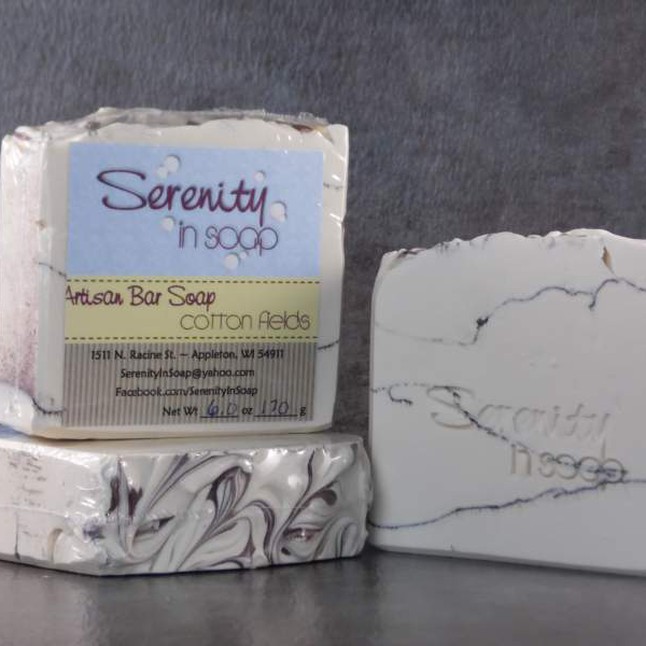 Serenity
in soap
Artisan Bar Soap
cotton fields
1511 N. Racine St. ~ Appleton, WI 54911
SerenityInSoap@yahoo.com
Facebook.com/SerenityInSoap
Net Wt 6.0 oz 170 g
Serenity
in soap